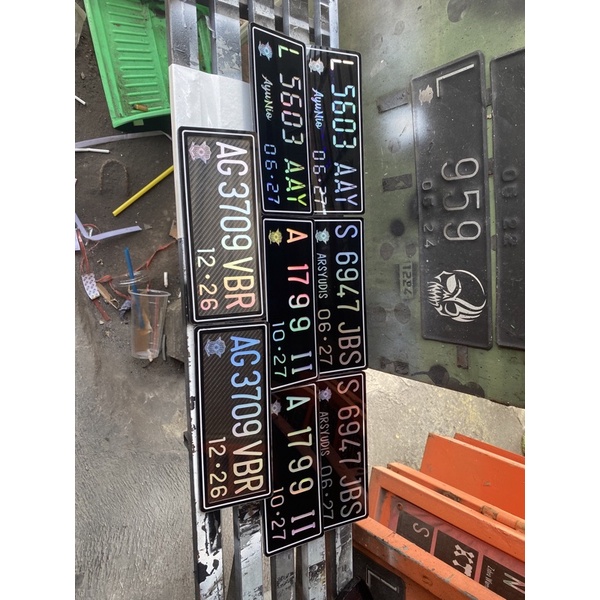 L 5603 AAY
AyuNio
06·27
L 5603 AAY
AyuNio
06·27
AG 3709 VBR
12·26
AG 3709 VBR
12·26
A 1799 II
10·27
A 1799 II
10·27
S 6947 JBS
ARSYUDIS 06·27
S 6947 JBS
ARSYUDIS 06·27
L 959
S
N
L